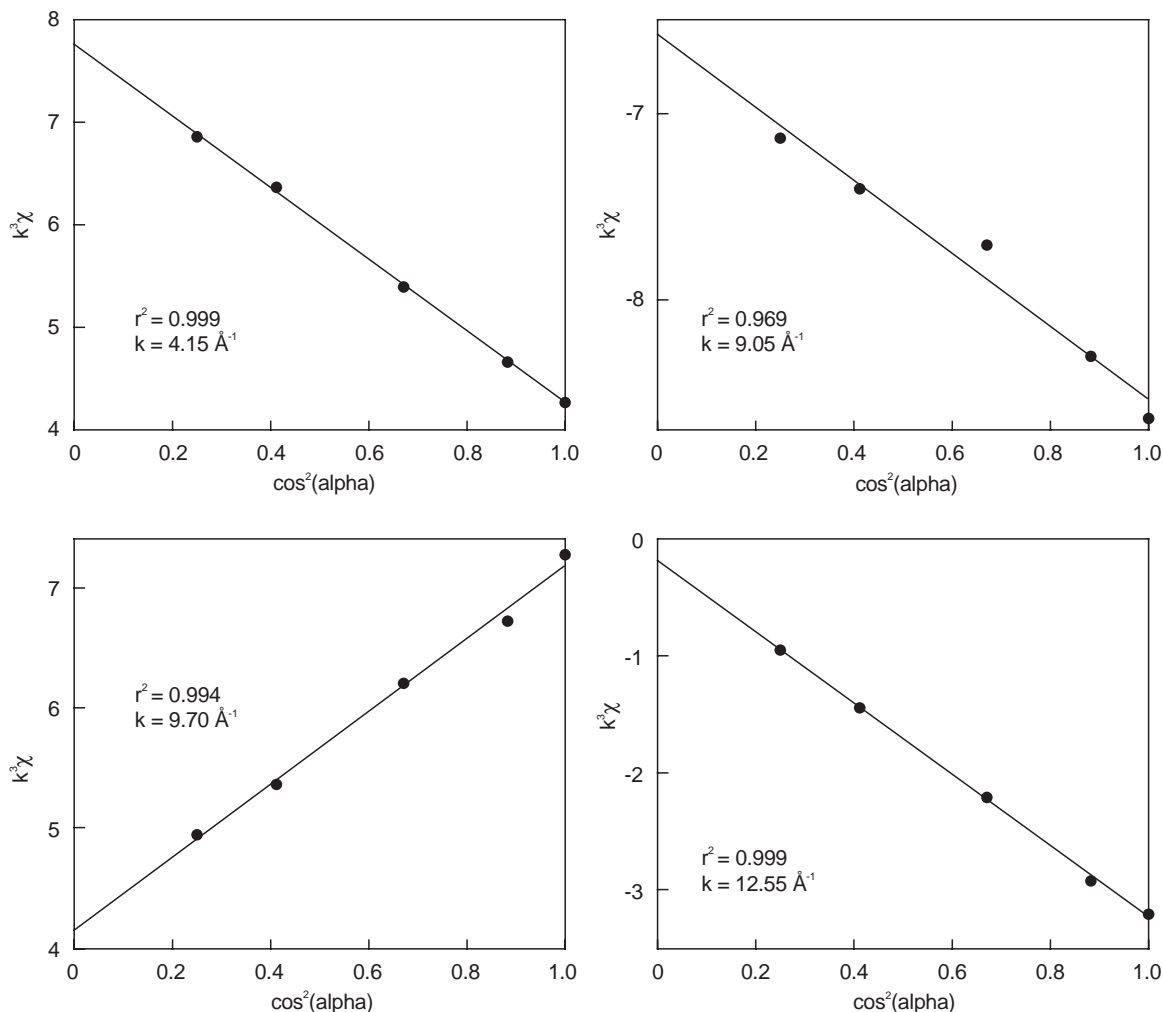 8
7
6
5
4
k³χ
r² = 0.999
k = 4.15 Å⁻¹
0
0.2
0.4
0.6
0.8
1.0
cos²(alpha)
-7
-8
k³χ
r² = 0.969
k = 9.05 Å⁻¹
0
0.2
0.4
0.6
0.8
1.0
cos²(alpha)
7
6
5
4
k³χ
r² = 0.994
k = 9.70 Å⁻¹
0
0.2
0.4
0.6
0.8
1.0
cos²(alpha)
0
-1
-2
-3
k³χ
r² = 0.999
k = 12.55 Å⁻¹
0
0.2
0.4
0.6
0.8
1.0
cos²(alpha)